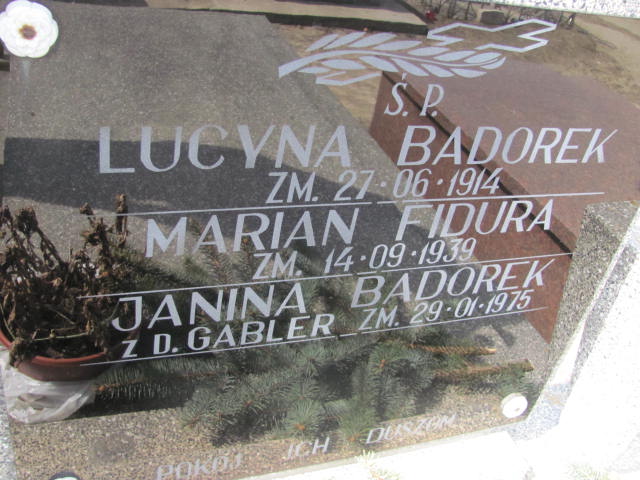 Ś. P.
LUCYNA BADOREK
ZM. 27·06·1914
MARIAN FIDURA
ZM. 14·09·1939
JANINA BADOREK
Z D. GABLER ZM. 29·01·1975
POKÓJ ICH DUSZOM